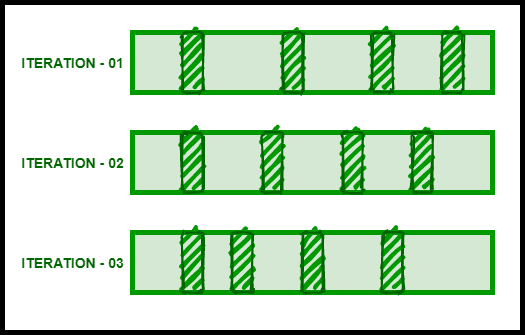 ITERATION - 01
ITERATION - 02
ITERATION - 03